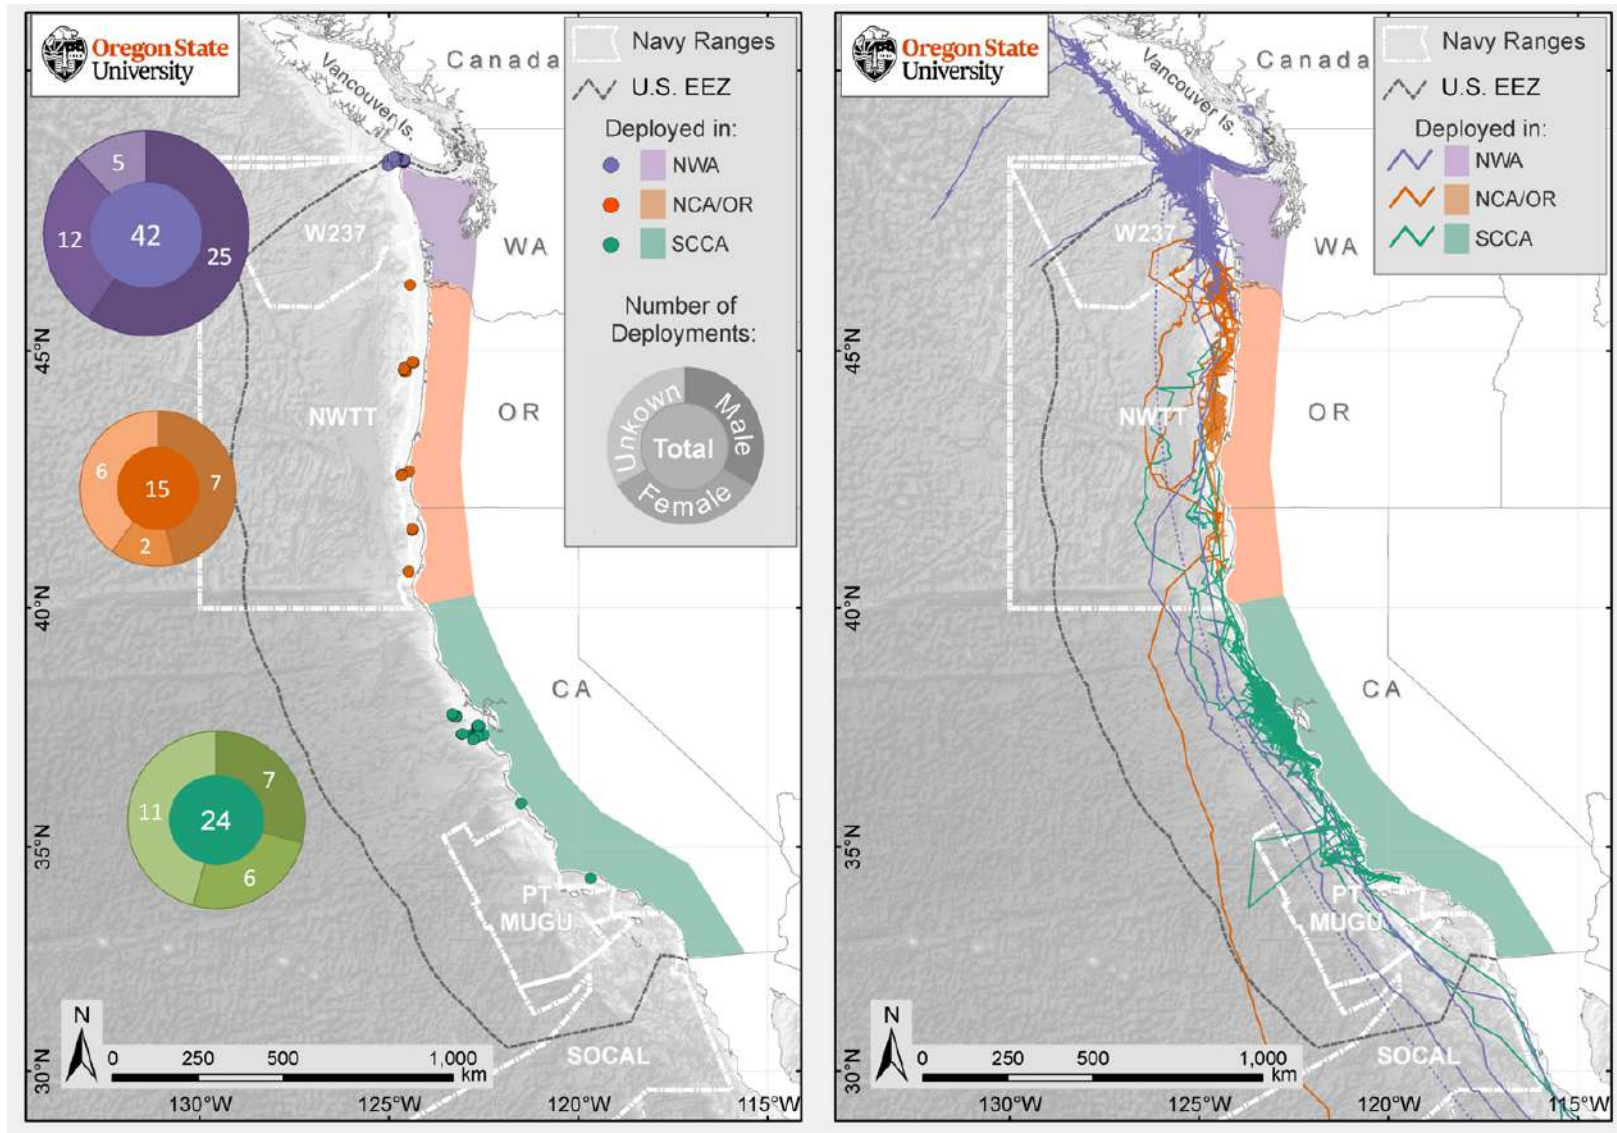 Oregon State
University
Canada
Vancouver Is.
Navy Ranges
U.S. EEZ
Deployed in:
NWA
NCA/OR
SCCA
Number of
Deployments:
Unkown
Male
Total
Female
5
12
42
25
W237
WA
45°N
NWTT
OR
6
15
7
2
40°N
CA
7
11
24
6
35°N
PT
MUGU
N
0 250 500 1,000
km
SOCAL
30°N
130°W 125°W 120°W 115°W
Oregon State
University
Canada
Vancouver Is.
Navy Ranges
U.S. EEZ
Deployed in:
NWA
NCA/OR
SCCA
W237
WA
45°N
NWTT
OR
40°N
CA
35°N
PT
MUGU
N
0 250 500 1,000
km
SOCAL
30°N
130°W 125°W 120°W 115°W